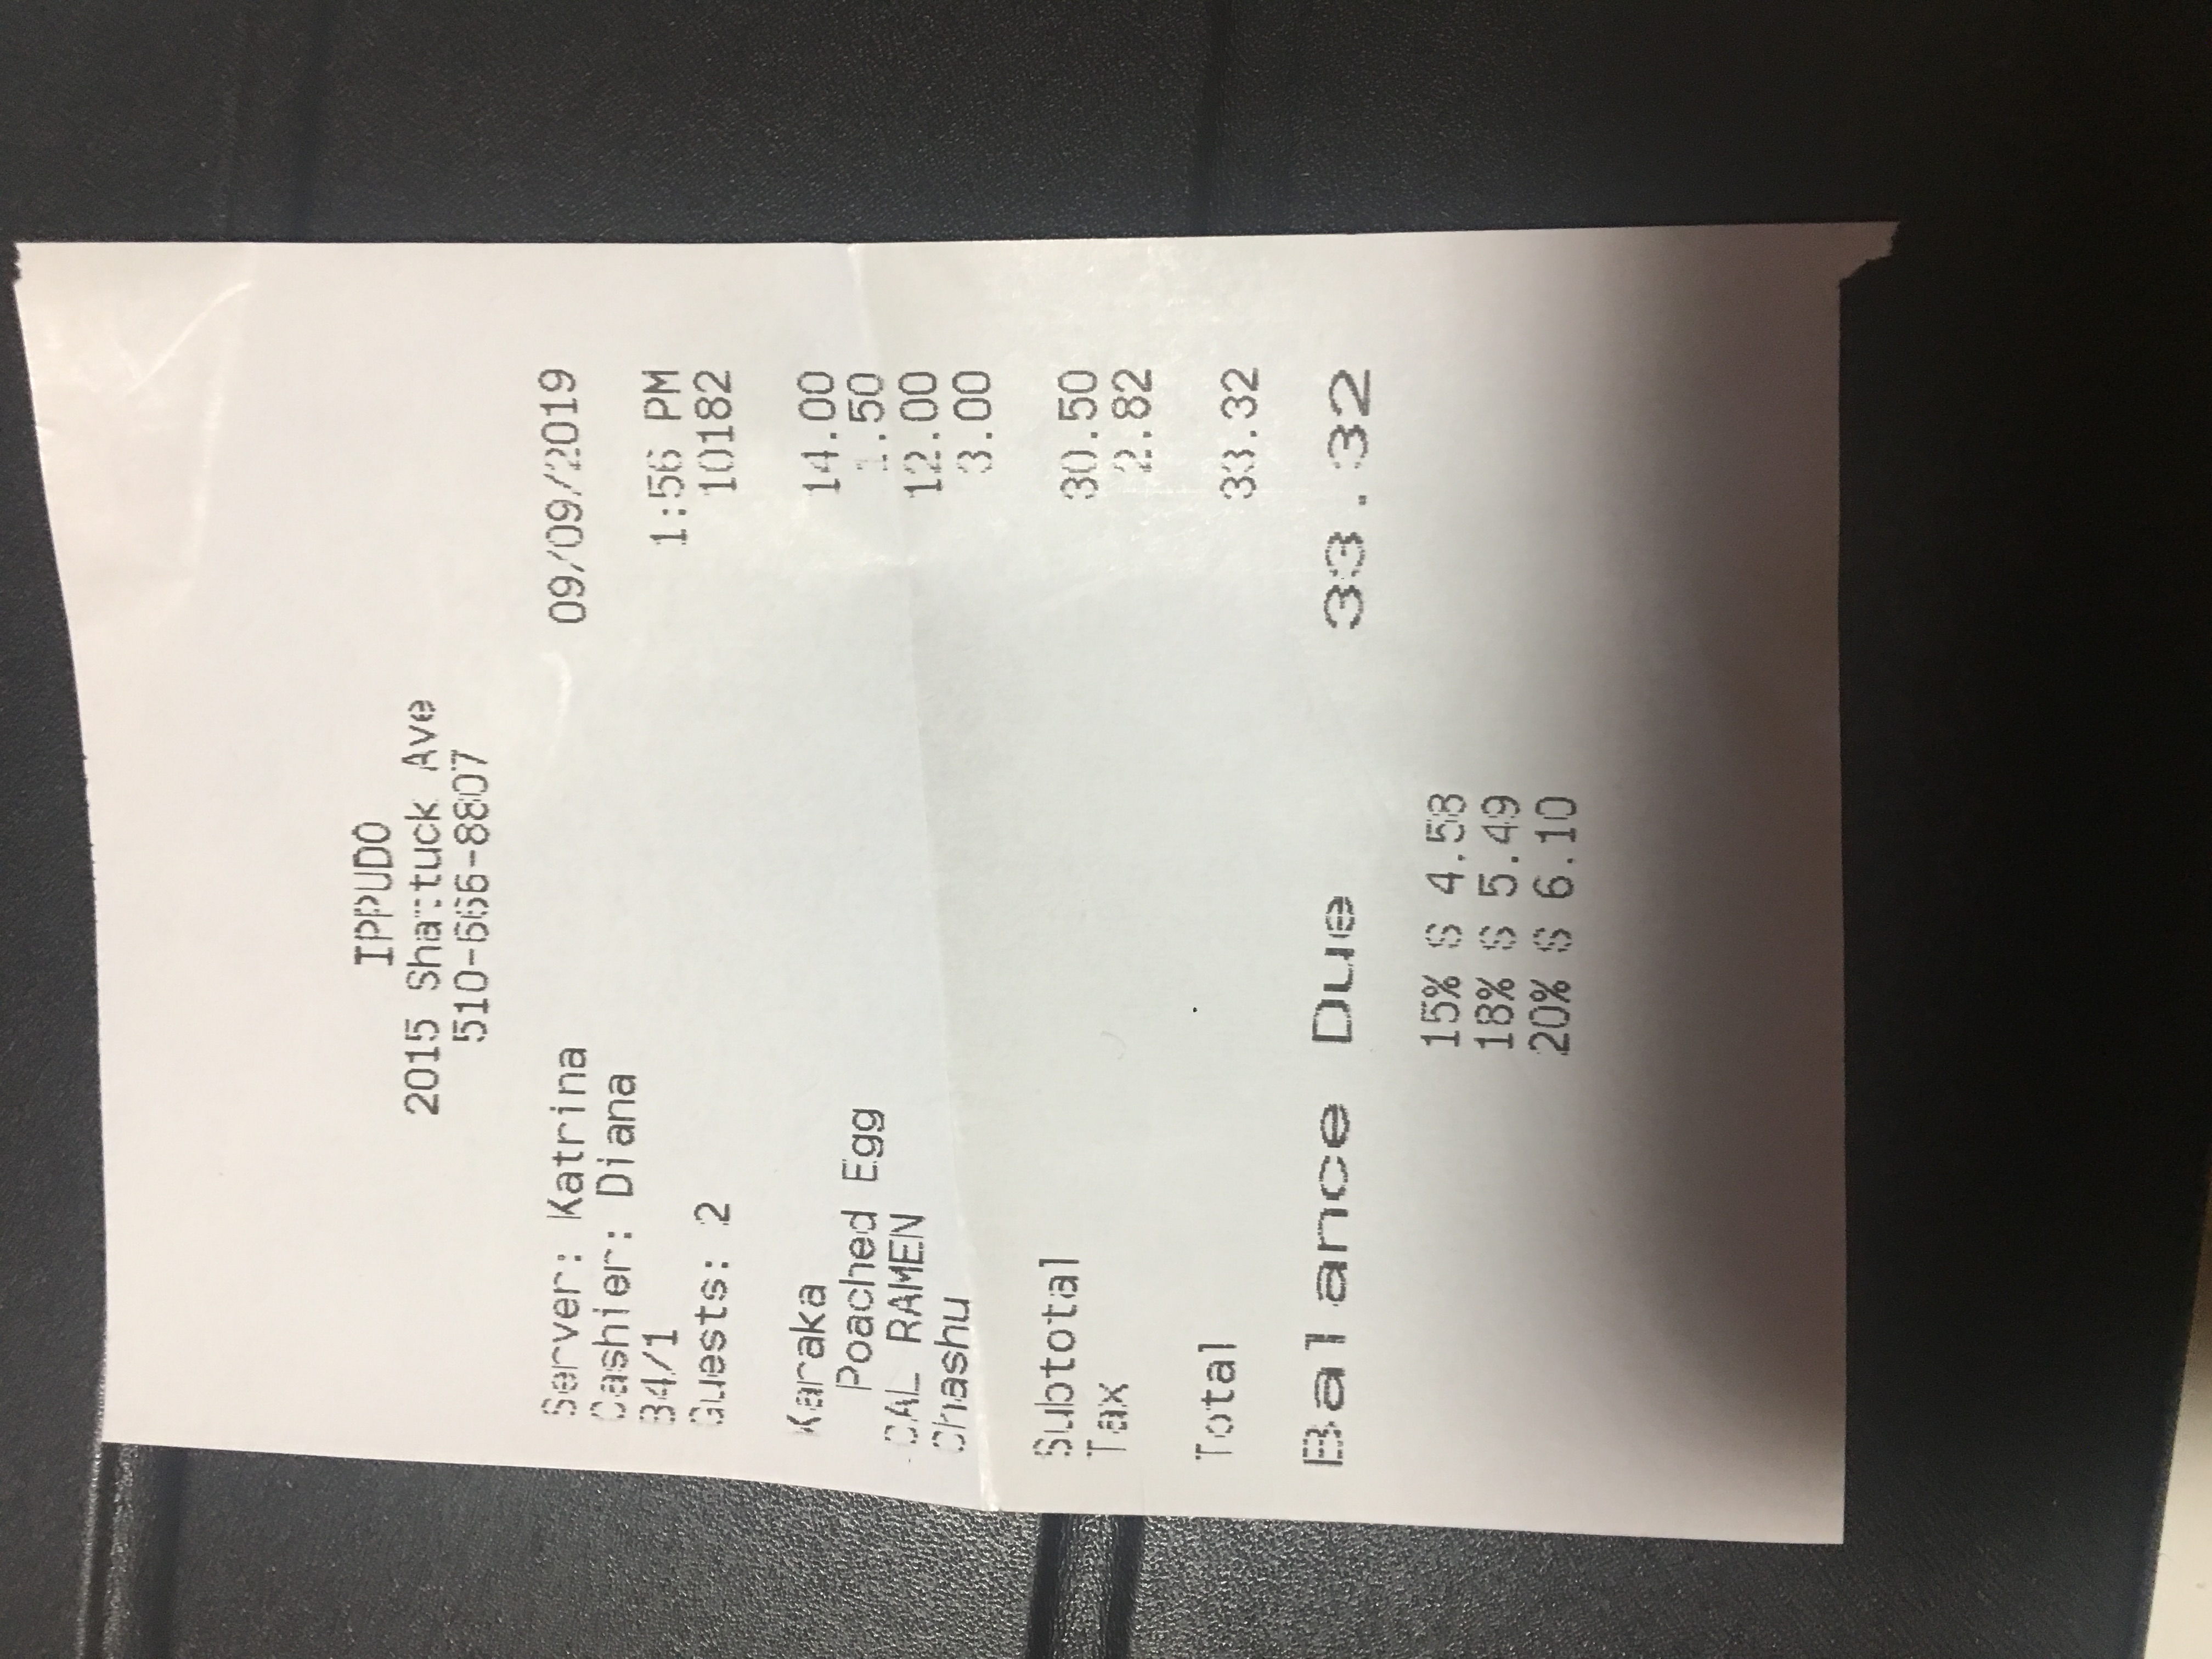 IPPUDO
2015 Shattuck Ave
510-666-8807
Server: Katrina 09/09/2019
Cashier: Diana
B4/1 1:56 PM
Guests: 2 10182
Karaka 14.00
Poached Egg 1.50
CAL RAMEN 12.00
Chashu 3.00
Subtotal 30.50
Tax 2.82
Total 33.32
Balance Due 33.32
15% $ 4.58
18% $ 5.49
20% $ 6.10